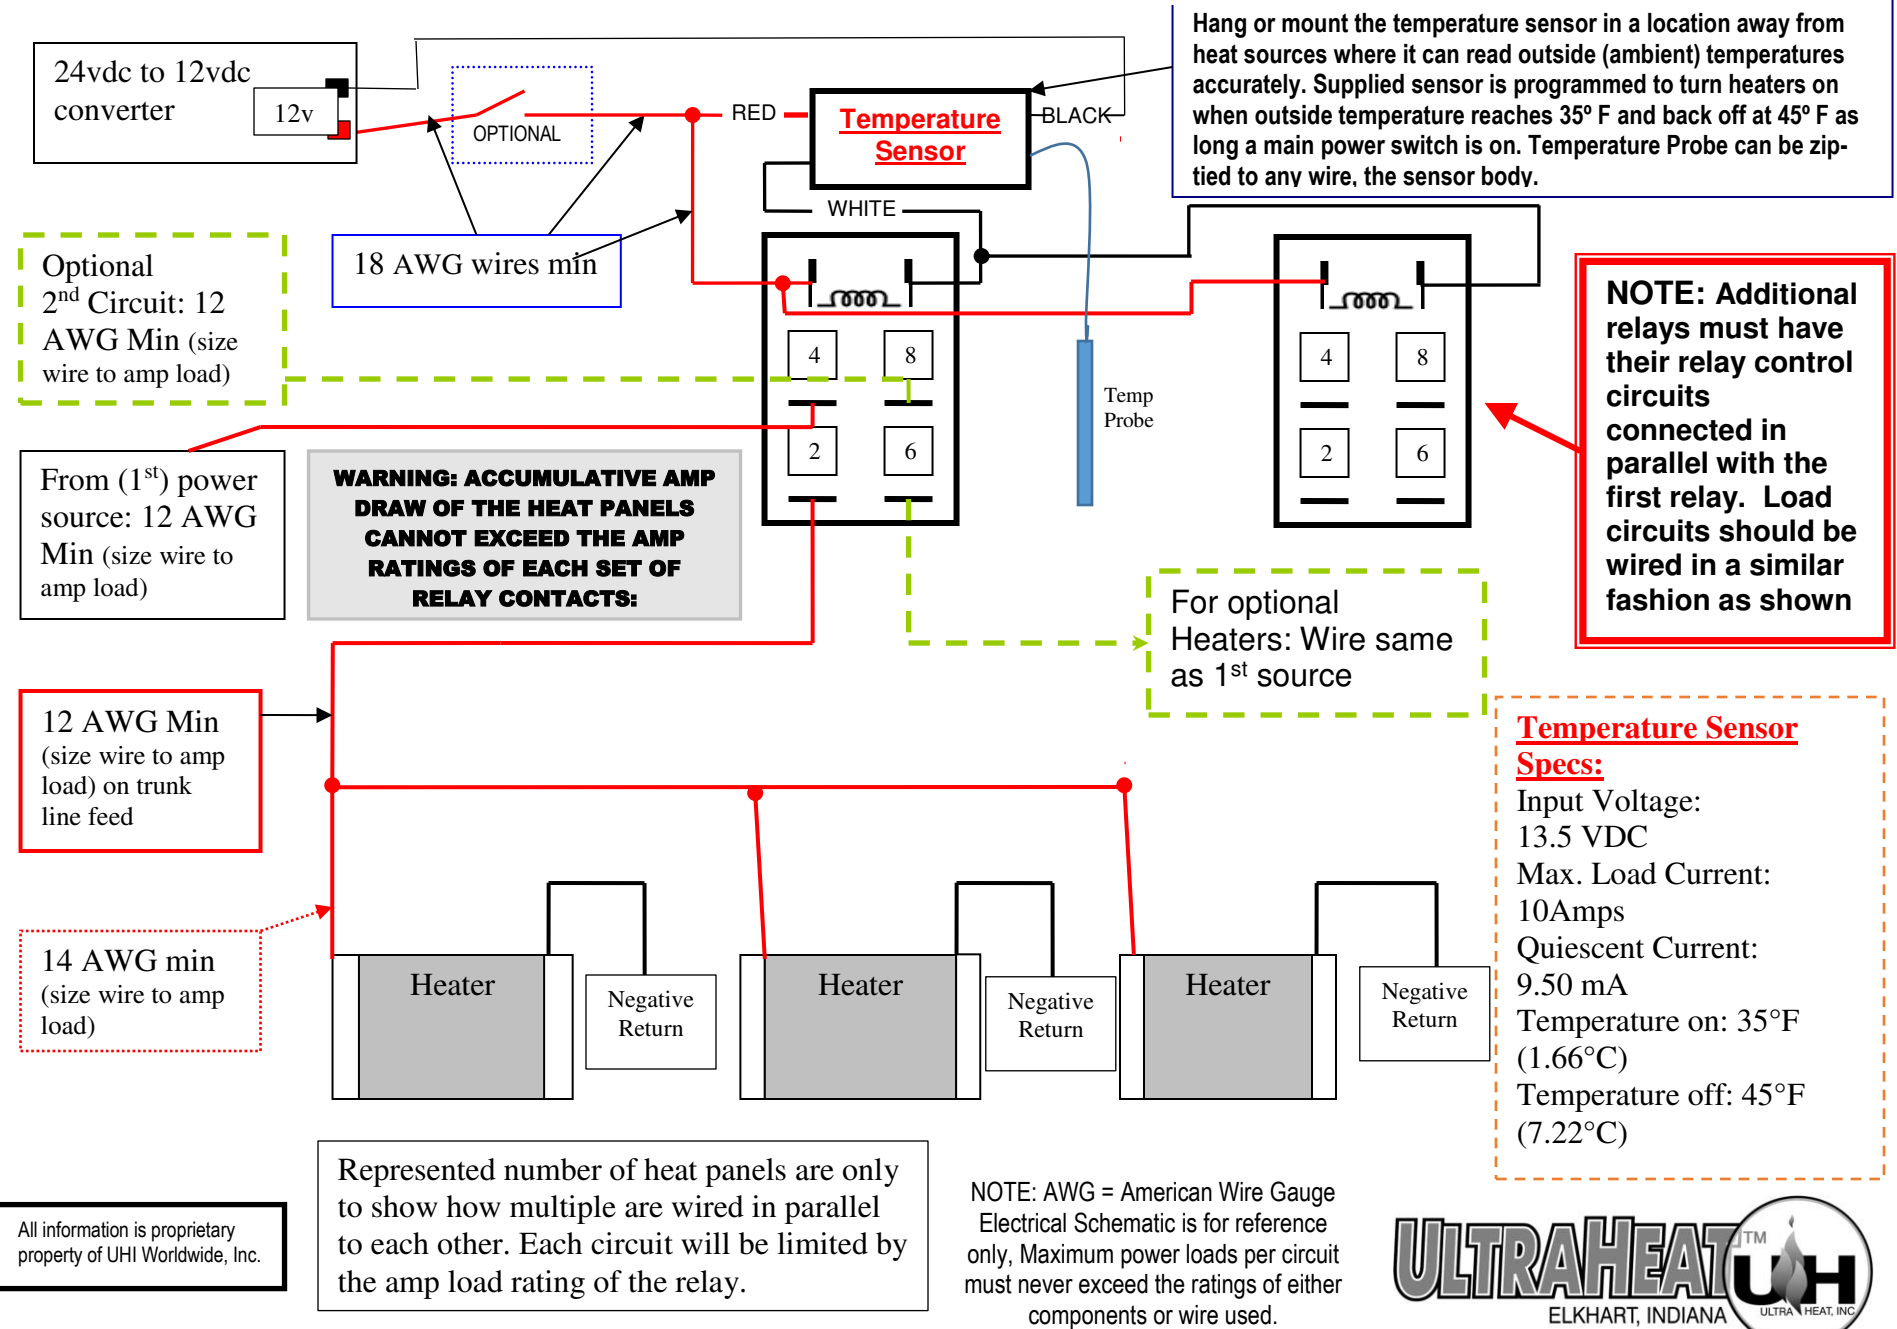 24vdc to 12vdc
converter
12v
OPTIONAL
RED
Temperature
Sensor
BLACK
WHITE
Hang or mount the temperature sensor in a location away from
heat sources where it can read outside (ambient) temperatures
accurately. Supplied sensor is programmed to turn heaters on
when outside temperature reaches 35º F and back off at 45º F as
long a main power switch is on. Temperature Probe can be zip-
tied to any wire, the sensor body.
18 AWG wires min
Optional
2nd Circuit: 12
AWG Min (size
wire to amp load)
4
8
2
6
Temp
Probe
4
8
2
6
NOTE: Additional
relays must have
their relay control
circuits
connected in
parallel with the
first relay. Load
circuits should be
wired in a similar
fashion as shown
From (1st) power
source: 12 AWG
Min (size wire to
amp load)
WARNING: ACCUMULATIVE AMP
DRAW OF THE HEAT PANELS
CANNOT EXCEED THE AMP
RATINGS OF EACH SET OF
RELAY CONTACTS:
For optional
Heaters: Wire same
as 1st source
12 AWG Min
(size wire to amp
load) on trunk
line feed
14 AWG min
(size wire to amp
load)
Heater
Negative
Return
Heater
Negative
Return
Heater
Negative
Return
Temperature Sensor
Specs:
Input Voltage:
13.5 VDC
Max. Load Current:
10Amps
Quiescent Current:
9.50 mA
Temperature on: 35°F
(1.66°C)
Temperature off: 45°F
(7.22°C)
All information is proprietary
property of UHI Worldwide, Inc.
Represented number of heat panels are only
to show how multiple are wired in parallel
to each other. Each circuit will be limited by
the amp load rating of the relay.
NOTE: AWG = American Wire Gauge
Electrical Schematic is for reference
only, Maximum power loads per circuit
must never exceed the ratings of either
components or wire used.
ULTRAHEAT TM
UH
ULTRA HEAT, INC
ELKHART, INDIANA